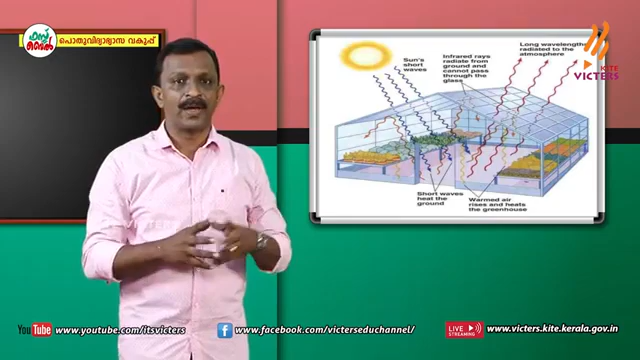 ഫസ്റ്റ്
ബെൽ
പൊതുവിദ്യാഭ്യാസ വകുപ്പ്
Sun's
short
waves
Infrared rays
radiate from
ground and
cannot pass
through the
glass
Long wavelengths
radiated to the
atmosphere
KITE
VICTERS
Short waves
heat the
ground
Warmed air
rises and heats
the greenhouse
YouTube www.youtube.com/itsvicters
f www.facebook.com/victerseduchannel/
LIVE
STREAMING
www.victers.kite.kerala.gov.in